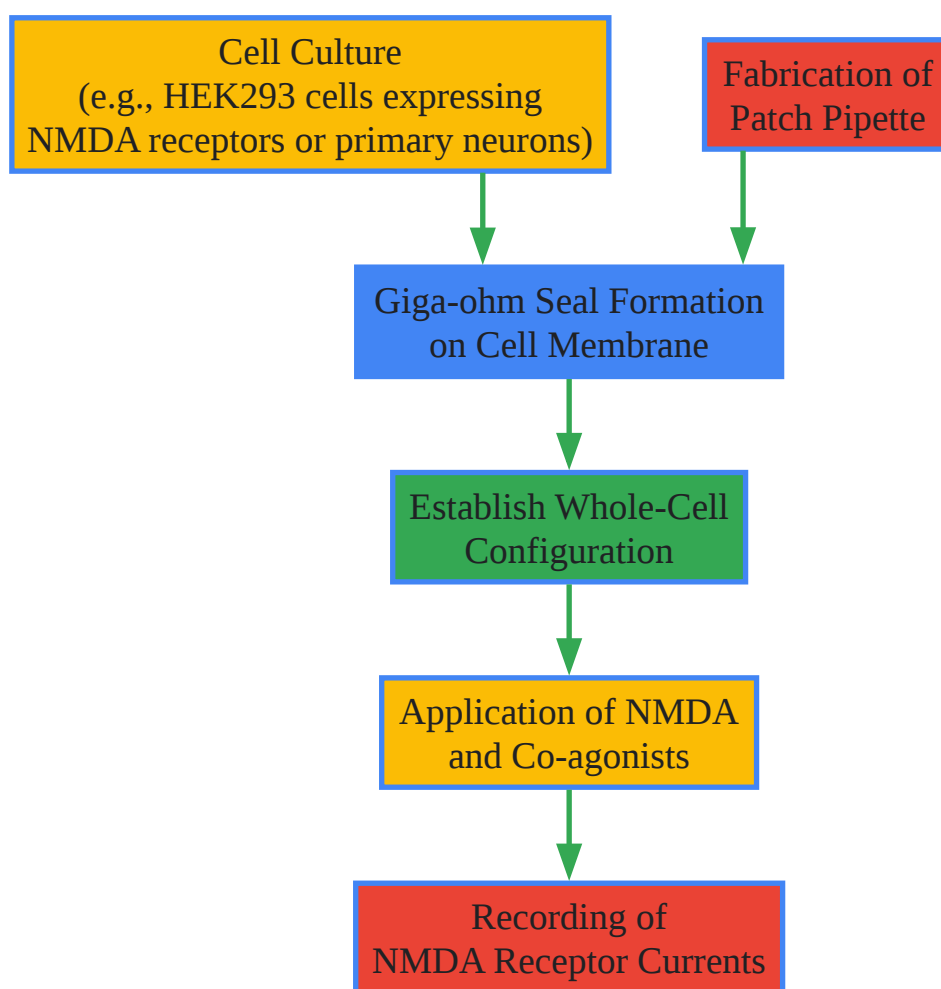 Cell Culture
(e.g., HEK293 cells expressing
NMDA receptors or primary neurons)
Fabrication of
Patch Pipette
Giga-ohm Seal Formation
on Cell Membrane
Establish Whole-Cell
Configuration
Application of NMDA
and Co-agonists
Recording of
NMDA Receptor Currents